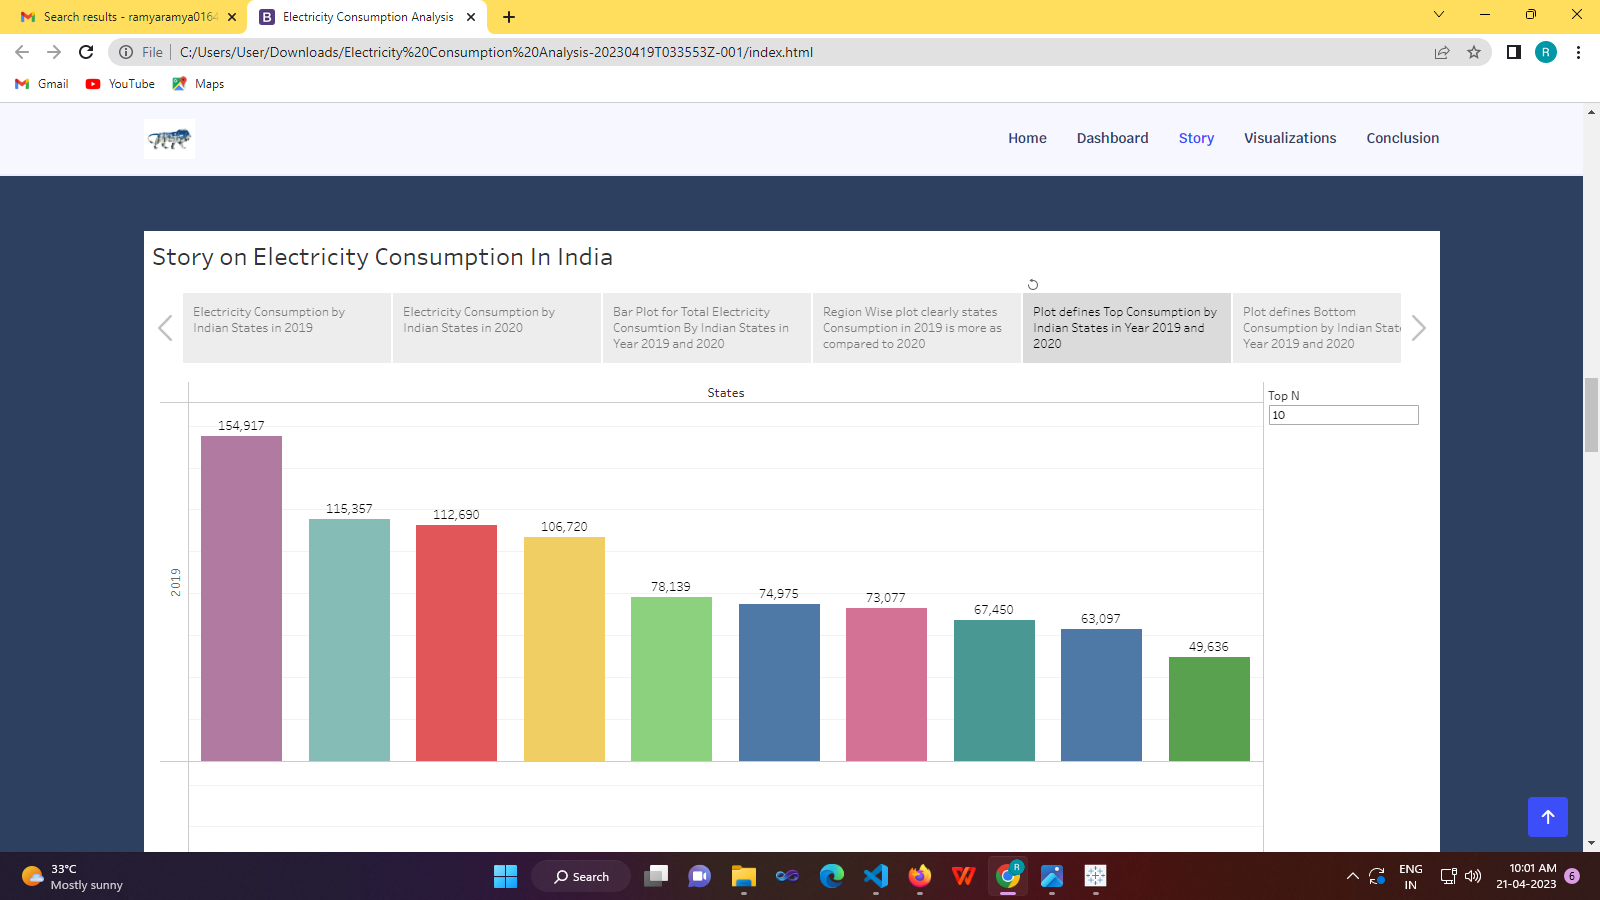 Search results - ramyaramya0164
Electricity Consumption Analysis
File
C:/Users/User/Downloads/Electricity%20Consumption%20Analysis-20230419T033553Z-001/index.html
R
Gmail
YouTube
Maps
Home
Dashboard
Story
Visualizations
Conclusion
Story on Electricity Consumption In India
Electricity Consumption by
Indian States in 2019
Electricity Consumption by
Indian States in 2020
Bar Plot for Total Electricity
Consumtion By Indian States in
Year 2019 and 2020
Region Wise plot clearly states
Consumption in 2019 is more as
compared to 2020
Plot defines Top Consumption by
Indian States in Year 2019 and
2020
Plot defines Bottom
Consumption by Indian State
Year 2019 and 2020
States
Top N
10
154,917
115,357
112,690
106,720
78,139
74,975
73,077
67,450
63,097
49,636
2019
33°C
Mostly sunny
Search
R
ENG
IN
10:01 AM
21-04-2023
6